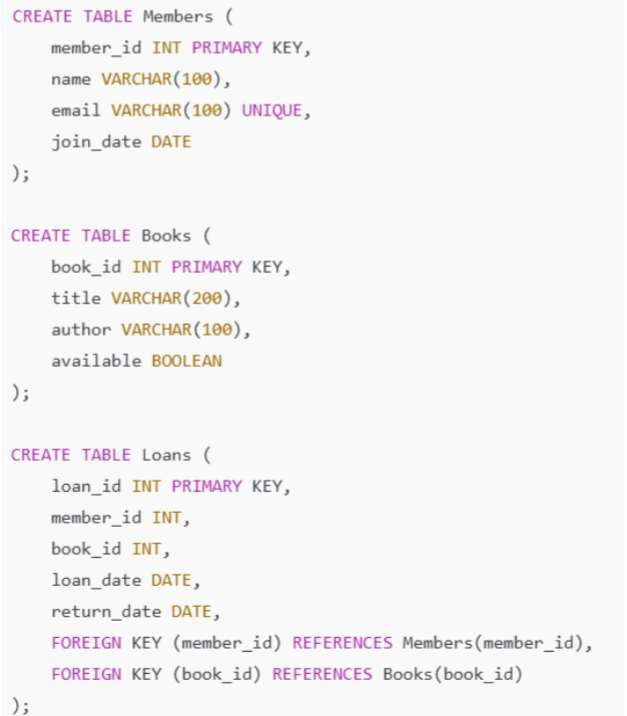 CREATE TABLE Members (
    member_id INT PRIMARY KEY,
    name VARCHAR(100),
    email VARCHAR(100) UNIQUE,
    join_date DATE
);

CREATE TABLE Books (
    book_id INT PRIMARY KEY,
    title VARCHAR(200),
    author VARCHAR(100),
    available BOOLEAN
);

CREATE TABLE Loans (
    loan_id INT PRIMARY KEY,
    member_id INT,
    book_id INT,
    loan_date DATE,
    return_date DATE,
    FOREIGN KEY (member_id) REFERENCES Members(member_id),
    FOREIGN KEY (book_id) REFERENCES Books(book_id)
);